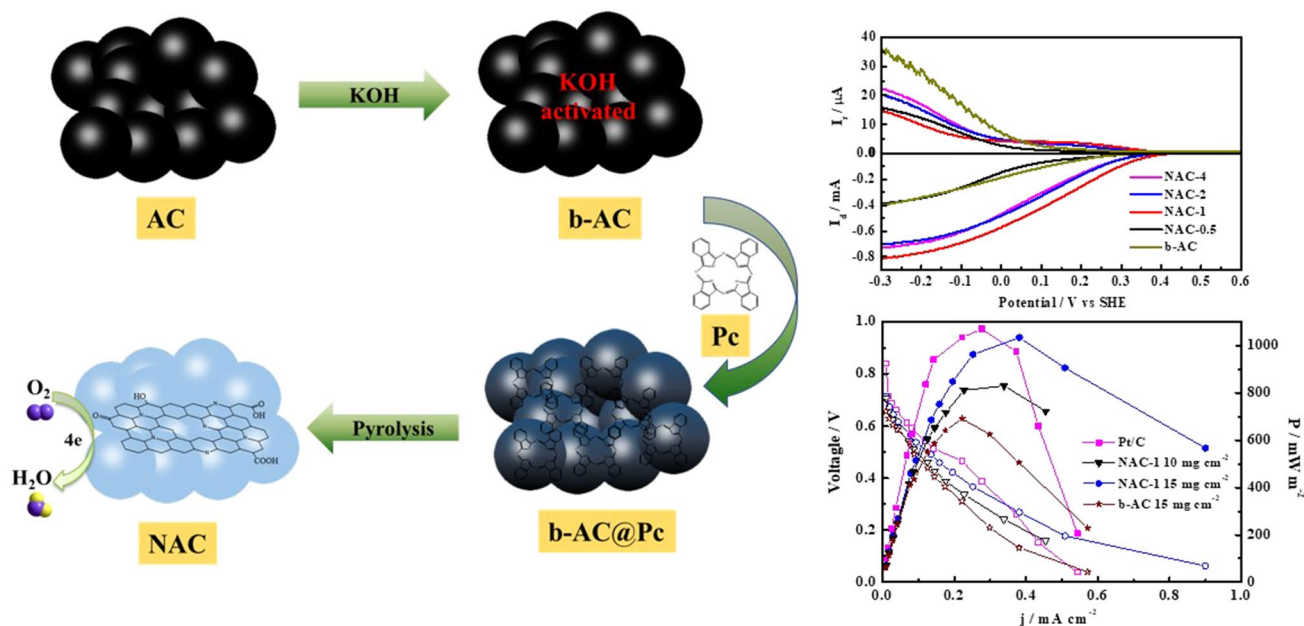 AC
KOH
KOH
activated
b-AC
Pc
b-AC@Pc
Pyrolysis
NAC
O2
4e
H2O
HO
O
O
OH
COOH
40
30
20
10
0.0
Ir / μA
-0.2
-0.4
-0.6
-0.8
Id / mA
NAC-4
NAC-2
NAC-1
NAC-0.5
b-AC
-0.3 -0.2 -0.1 0.0 0.1 0.2 0.3 0.4 0.5 0.6
Potential / V vs SHE
1.0
0.8
0.6
0.4
0.2
0.0
Voltagle / V
Pt/C
NAC-1 10 mg cm-2
NAC-1 15 mg cm-2
b-AC 15 mg cm-2
1000
800
600
400
200
0
P / mW m-2
0.0 0.2 0.4 0.6 0.8 1.0
j / mA cm-2